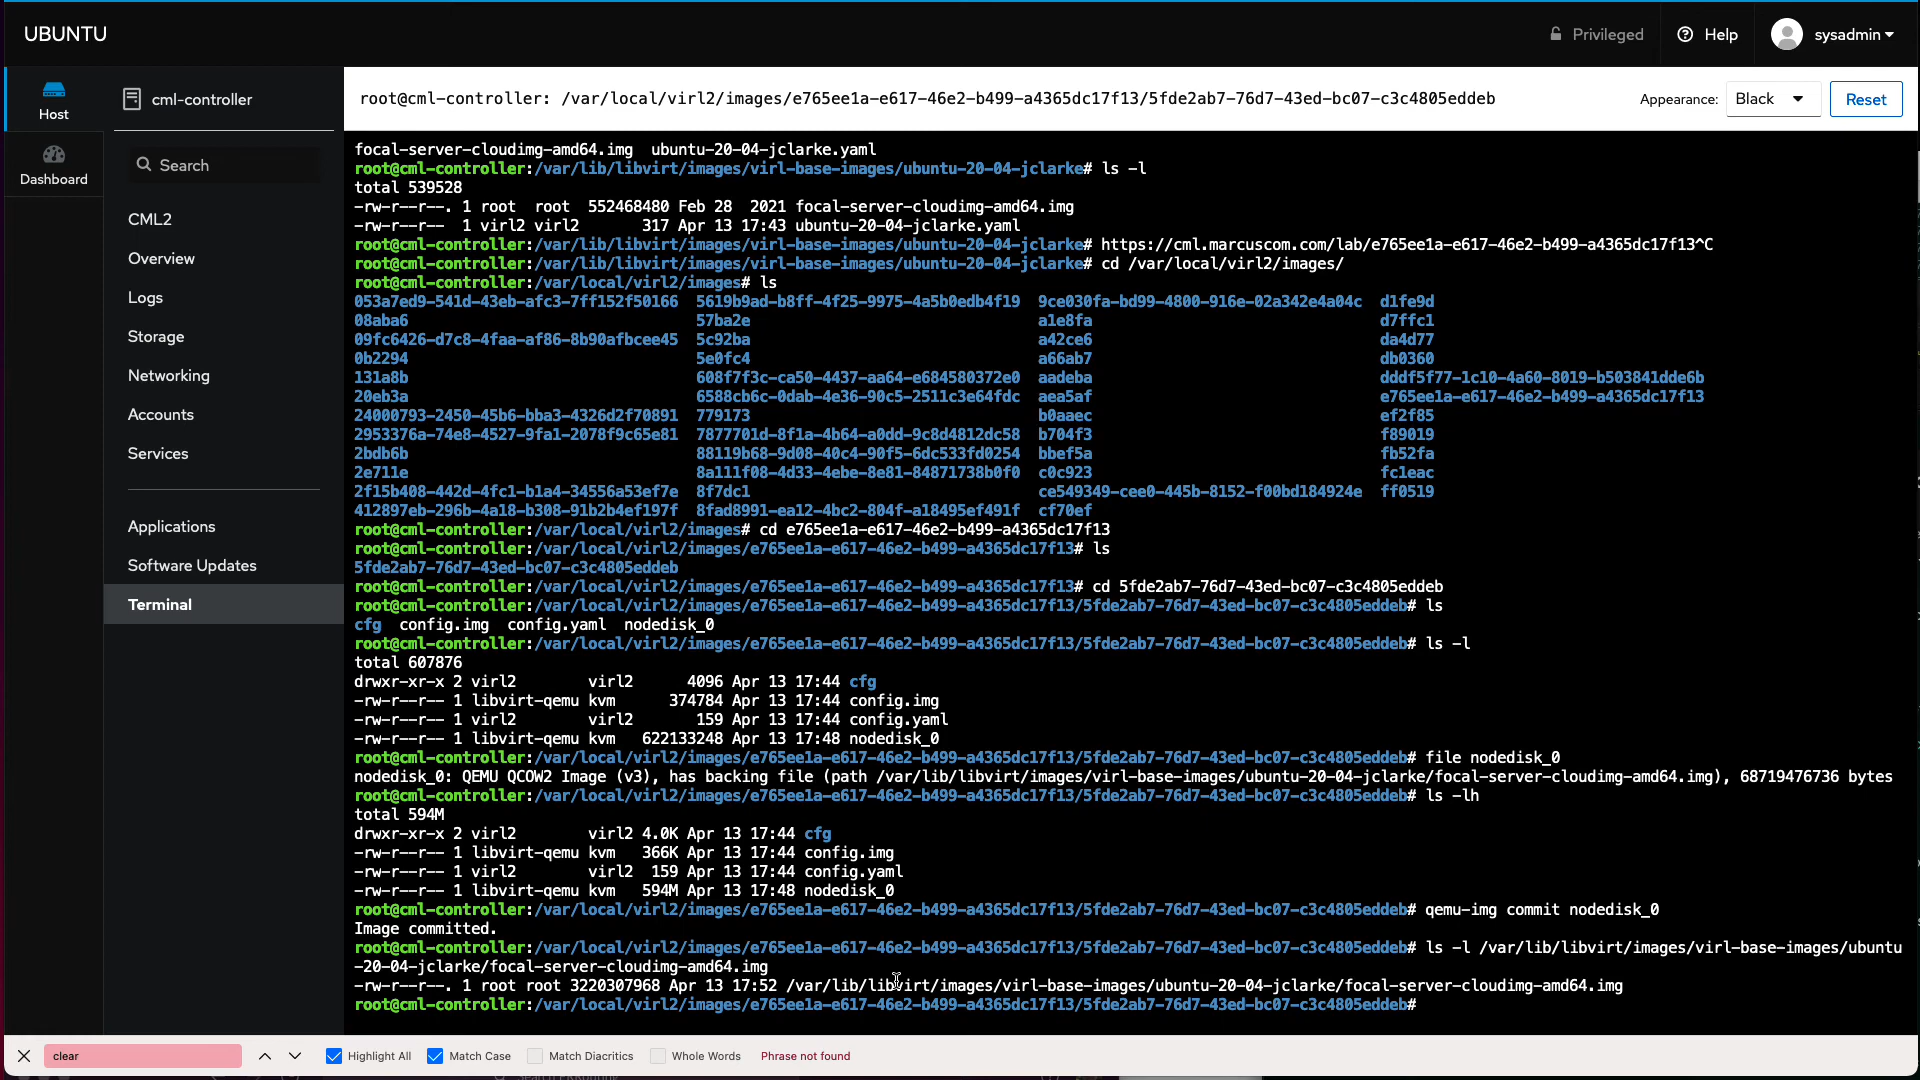 UBUNTU
Privileged
Help
sysadmin
Host
Dashboard
cml-controller
Search
CML2
Overview
Logs
Storage
Networking
Accounts
Services
Applications
Software Updates
Terminal
root@cml-controller: /var/local/virl2/images/e765ee1a-e617-46e2-b499-a4365dc17f13/5fde2ab7-76d7-43ed-bc07-c3c4805eddeb
Appearance:
Black
Reset
focal-server-cloudimg-amd64.img  ubuntu-20-04-jclarke.yaml
root@cml-controller:/var/lib/libvirt/images/virl-base-images/ubuntu-20-04-jclarke# ls -l
total 539528
-rw-r--r--. 1 root  root  552468480 Feb 28  2021 focal-server-cloudimg-amd64.img
-rw-r--r--  1 virl2 virl2       317 Apr 13 17:43 ubuntu-20-04-jclarke.yaml
root@cml-controller:/var/lib/libvirt/images/virl-base-images/ubuntu-20-04-jclarke# https://cml.marcuscom.com/lab/e765ee1a-e617-46e2-b499-a4365dc17f13^C
root@cml-controller:/var/lib/libvirt/images/virl-base-images/ubuntu-20-04-jclarke# cd /var/local/virl2/images/
root@cml-controller:/var/local/virl2/images# ls
053a7ed9-541d-43eb-afc3-7ff152f50166  5619b9ad-b8ff-4f25-9975-4a5b0edb4f19  9ce030fa-bd99-4800-916e-02a342e4a04c  d1fe9d
08aba6                                57ba2e                                a1e8fa                                d7ffc1
09fc6426-d7c8-4faa-af86-8b90afbcee45  5c92ba                                a42ce6                                da4d77
0b2294                                5e0fc4                                a66ab7                                db0360
131a8b                                608f7f3c-ca50-4437-aa64-e684580372e0  aadeba                                dddf5f77-1c10-4a60-8019-b503841dde6b
20eb3a                                6588cb6c-0dab-4e36-90c5-2511c3e64fdc  aea5af                                e765ee1a-e617-46e2-b499-a4365dc17f13
24000793-2450-45b6-bba3-4326d2f70891  779173                                b0aaec                                ef2f85
2953376a-74e8-4527-9fa1-2078f9c65e81  7877701d-8f1a-4b64-a0dd-9c8d4812dc58  b704f3                                f89019
2bdb6b                                88119b68-9d08-40c4-90f5-6dc533fd0254  bbef5a                                fb52fa
2e711e                                8a111f08-4d33-4ebe-8e81-84871738b0f0  c0c923                                fc1eac
2f15b408-442d-4fc1-b1a4-34556a53ef7e  8f7dc1                                ce549349-cee0-445b-8152-f00bd184924e  ff0519
412897eb-296b-4a18-b308-91b2b4ef197f  8fad8991-ea12-4bc2-804f-a18495ef491f  cf70ef
root@cml-controller:/var/local/virl2/images# cd e765ee1a-e617-46e2-b499-a4365dc17f13
root@cml-controller:/var/local/virl2/images/e765ee1a-e617-46e2-b499-a4365dc17f13# ls
5fde2ab7-76d7-43ed-bc07-c3c4805eddeb
root@cml-controller:/var/local/virl2/images/e765ee1a-e617-46e2-b499-a4365dc17f13# cd 5fde2ab7-76d7-43ed-bc07-c3c4805eddeb
root@cml-controller:/var/local/virl2/images/e765ee1a-e617-46e2-b499-a4365dc17f13/5fde2ab7-76d7-43ed-bc07-c3c4805eddeb# ls
cfg  config.img  config.yaml  nodedisk_0
root@cml-controller:/var/local/virl2/images/e765ee1a-e617-46e2-b499-a4365dc17f13/5fde2ab7-76d7-43ed-bc07-c3c4805eddeb# ls -l
total 607876
drwxr-xr-x 2 virl2        virl2      4096 Apr 13 17:44 cfg
-rw-r--r-- 1 libvirt-qemu kvm      374784 Apr 13 17:44 config.img
-rw-r--r-- 1 virl2        virl2       159 Apr 13 17:44 config.yaml
-rw-r--r-- 1 libvirt-qemu kvm   622133248 Apr 13 17:48 nodedisk_0
root@cml-controller:/var/local/virl2/images/e765ee1a-e617-46e2-b499-a4365dc17f13/5fde2ab7-76d7-43ed-bc07-c3c4805eddeb# file nodedisk_0
nodedisk_0: QEMU QCOW2 Image (v3), has backing file (path /var/lib/libvirt/images/virl-base-images/ubuntu-20-04-jclarke/focal-server-cloudimg-amd64.img), 68719476736 bytes
root@cml-controller:/var/local/virl2/images/e765ee1a-e617-46e2-b499-a4365dc17f13/5fde2ab7-76d7-43ed-bc07-c3c4805eddeb# ls -lh
total 594M
drwxr-xr-x 2 virl2        virl2 4.0K Apr 13 17:44 cfg
-rw-r--r-- 1 libvirt-qemu kvm   366K Apr 13 17:44 config.img
-rw-r--r-- 1 virl2        virl2  159 Apr 13 17:44 config.yaml
-rw-r--r-- 1 libvirt-qemu kvm   594M Apr 13 17:48 nodedisk_0
root@cml-controller:/var/local/virl2/images/e765ee1a-e617-46e2-b499-a4365dc17f13/5fde2ab7-76d7-43ed-bc07-c3c4805eddeb# qemu-img commit nodedisk_0
Image committed.
root@cml-controller:/var/local/virl2/images/e765ee1a-e617-46e2-b499-a4365dc17f13/5fde2ab7-76d7-43ed-bc07-c3c4805eddeb# ls -l /var/lib/libvirt/images/virl-base-images/ubuntu
-20-04-jclarke/focal-server-cloudimg-amd64.img
-rw-r--r--. 1 root root 3220307968 Apr 13 17:52 /var/lib/libvirt/images/virl-base-images/ubuntu-20-04-jclarke/focal-server-cloudimg-amd64.img
root@cml-controller:/var/local/virl2/images/e765ee1a-e617-46e2-b499-a4365dc17f13/5fde2ab7-76d7-43ed-bc07-c3c4805eddeb#
clear
Highlight All
Match Case
Match Diacritics
Whole Words
Phrase not found